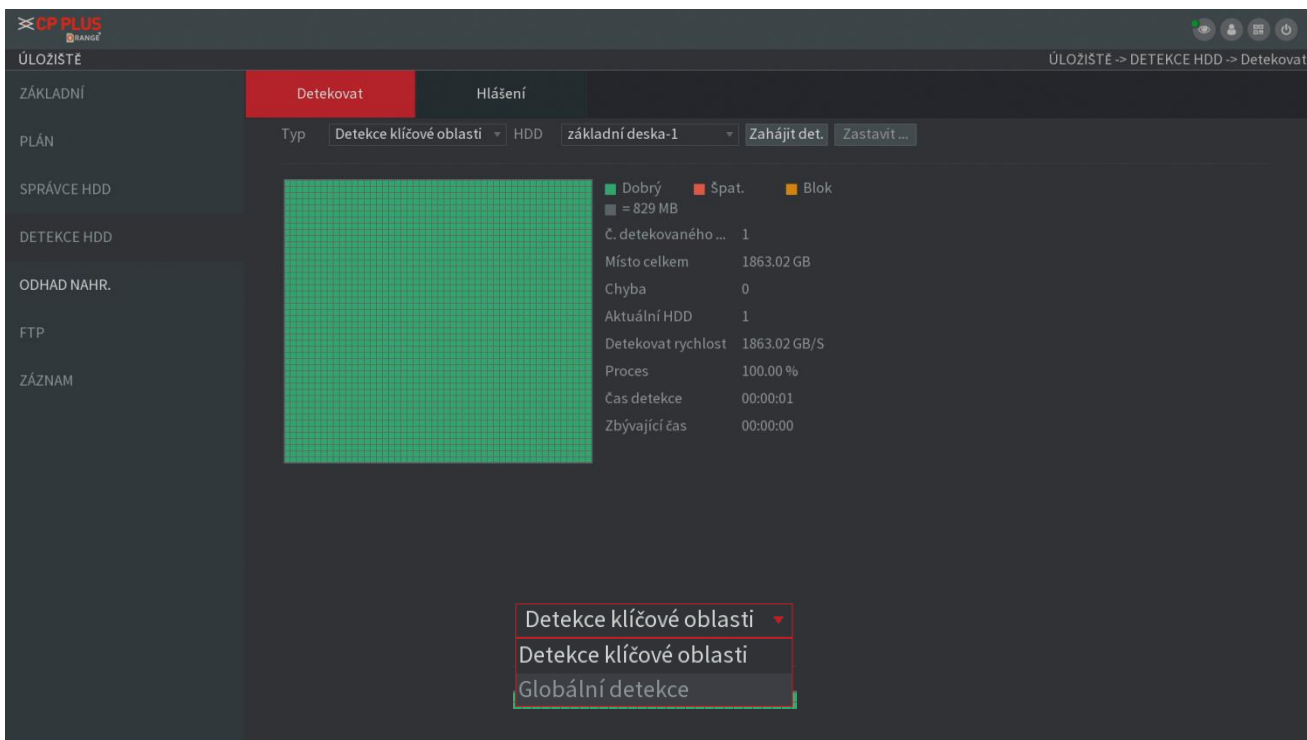 CP PLUS
ORANGE
ÚLOŽIŠTĚ
ÚLOŽIŠTĚ -> DETEKCE HDD -> Detekovat
ZÁKLADNÍ
PLÁN
SPRÁVCE HDD
DETEKCE HDD
ODHAD NAHR.
FTP
ZÁZNAM
Detekovat Hlášení
Typ Detekce klíčové oblasti HDD základní deska-1 Zahájit det. Zastavit ...
Dobrý Špat. Blok
= 829 MB
Č. detekovaného ... 1
Místo celkem 1863.02 GB
Chyba 0
Aktuální HDD 1
Detekovat rychlost 1863.02 GB/S
Proces 100.00 %
Čas detekce 00:00:01
Zbývající čas 00:00:00
Detekce klíčové oblasti
Detekce klíčové oblasti
Globální detekce